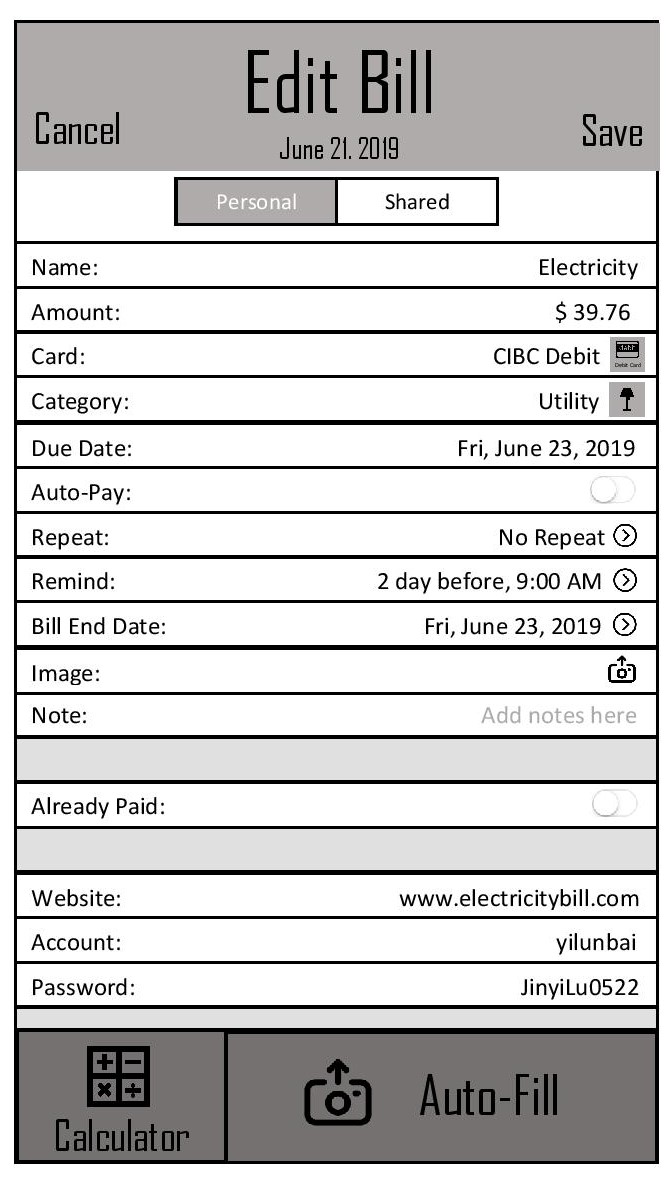 Edit Bill
Cancel
Save
June 21. 2019
Personal Shared
Name: Electricity
Amount: $ 39.76
Card: CIBC Debit
Debit Card
Category: Utility
Due Date: Fri, June 23, 2019
Auto-Pay:
Repeat: No Repeat
Remind: 2 day before, 9:00 AM
Bill End Date: Fri, June 23, 2019
Image:
Note: Add notes here
Already Paid:
Website: www.electricitybill.com
Account: yilunbai
Password: JinyiLu0522
Auto-Fill
Calculator